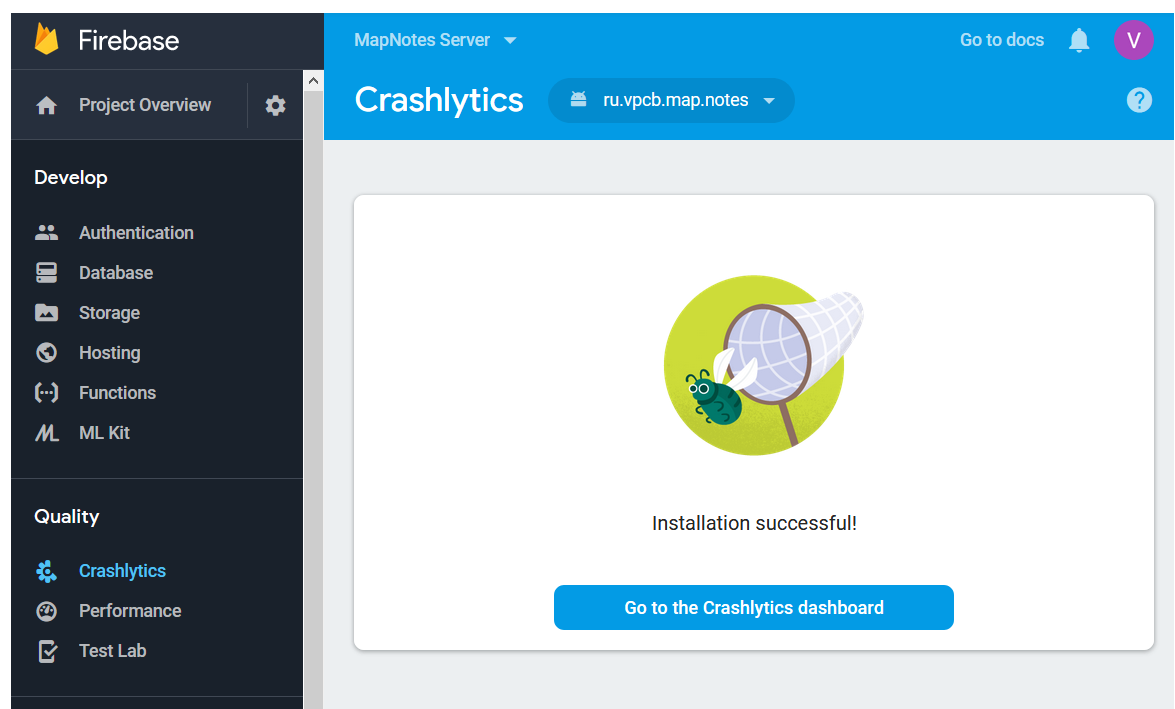 Firebase
MapNotes Server
Go to docs
V
Project Overview
Crashlytics
ru.vpcb.map.notes
?
Develop
Authentication
Database
Storage
Hosting
Functions
ML Kit
Quality
Crashlytics
Performance
Test Lab
Installation successful!
Go to the Crashlytics dashboard